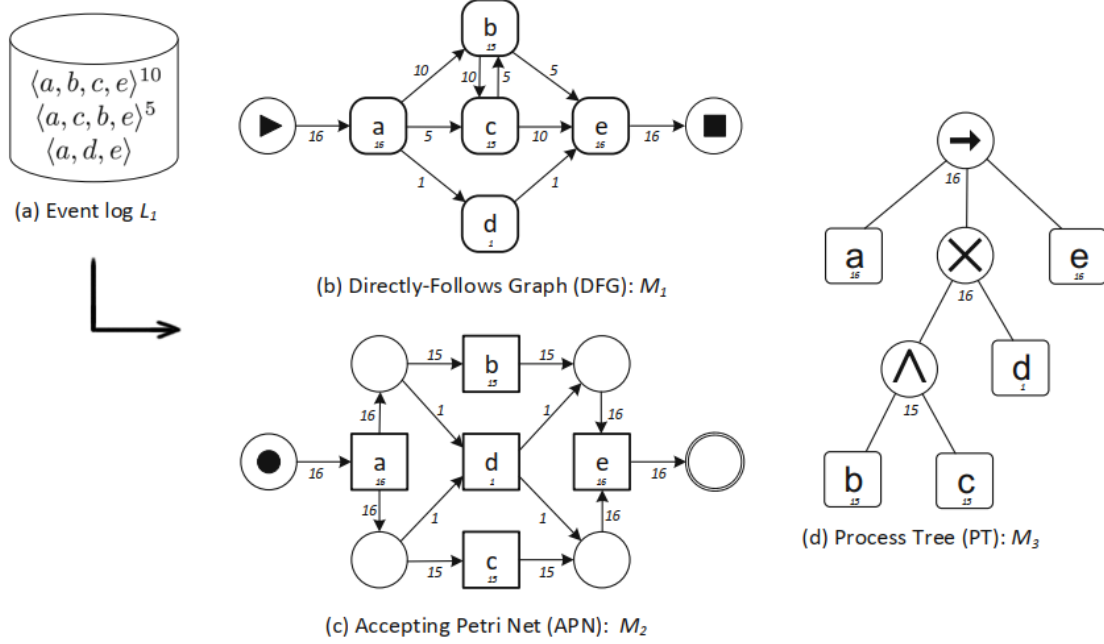 ⟨a, b, c, e⟩¹⁰
⟨a, c, b, e⟩⁵
⟨a, d, e⟩
(a) Event log L₁
b
15
10
10
5
5
16
a
16
5
c
15
10
e
16
16
1
1
d
1
(b) Directly-Follows Graph (DFG): M₁
15
b
15
15
16
1
1
16
16
a
16
d
1
e
16
16
16
1
1
16
15
c
15
15
(c) Accepting Petri Net (APN): M₂
16
a
16
16
e
16
15
d
1
b
15
c
15
(d) Process Tree (PT): M₃